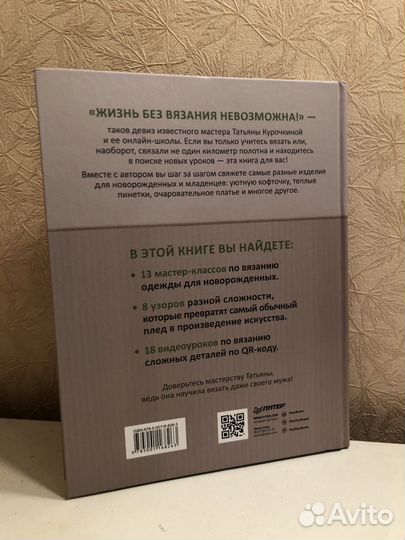 «ЖИЗНЬ БЕЗ ВЯЗАНИЯ НЕВОЗМОЖНА!» —
таков девиз известного мастера Татьяны Курочкиной
и ее онлайн-школы. Если вы только учитесь вязать или,
наоборот, связали не один километр полотна и находитесь
в поиске новых уроков — эта книга для вас!
Вместе с автором вы шаг за шагом свяжете самые разные изделия
для новорожденных и младенцев: уютную кофточку, теплые
пинетки, очаровательное платье и многое другое.
В ЭТОЙ КНИГЕ ВЫ НАЙДЕТЕ:
• 13 мастер-классов по вязанию
одежды для новорожденных.
• 8 узоров разной сложности,
которые превратят самый обычный
плед в произведение искусства.
• 18 видеоуроков по вязанию
сложных деталей по QR-коду.
Доверьтесь мастерству Татьяны,
ведь она научила вязать даже своего мужа!
ПИТЕР
Avito